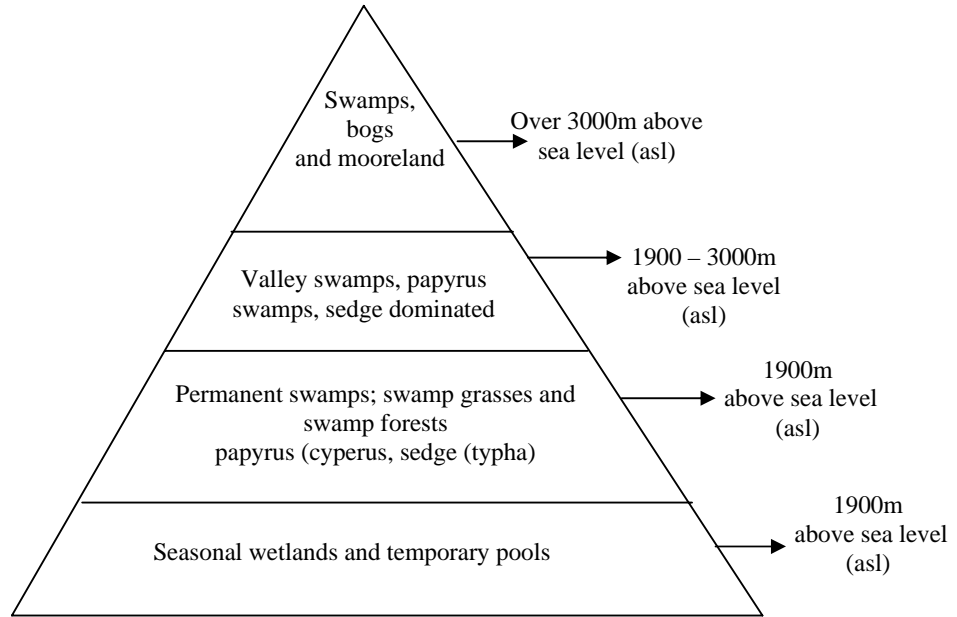 Swamps,
bogs
and mooreland
Over 3000m above
sea level (asl)
Valley swamps, papyrus
swamps, sedge dominated
1900 – 3000m
above sea level
(asl)
Permanent swamps; swamp grasses and
swamp forests
papyrus (cyperus, sedge (typha)
1900m
above sea level
(asl)
Seasonal wetlands and temporary pools
1900m
above sea level
(asl)